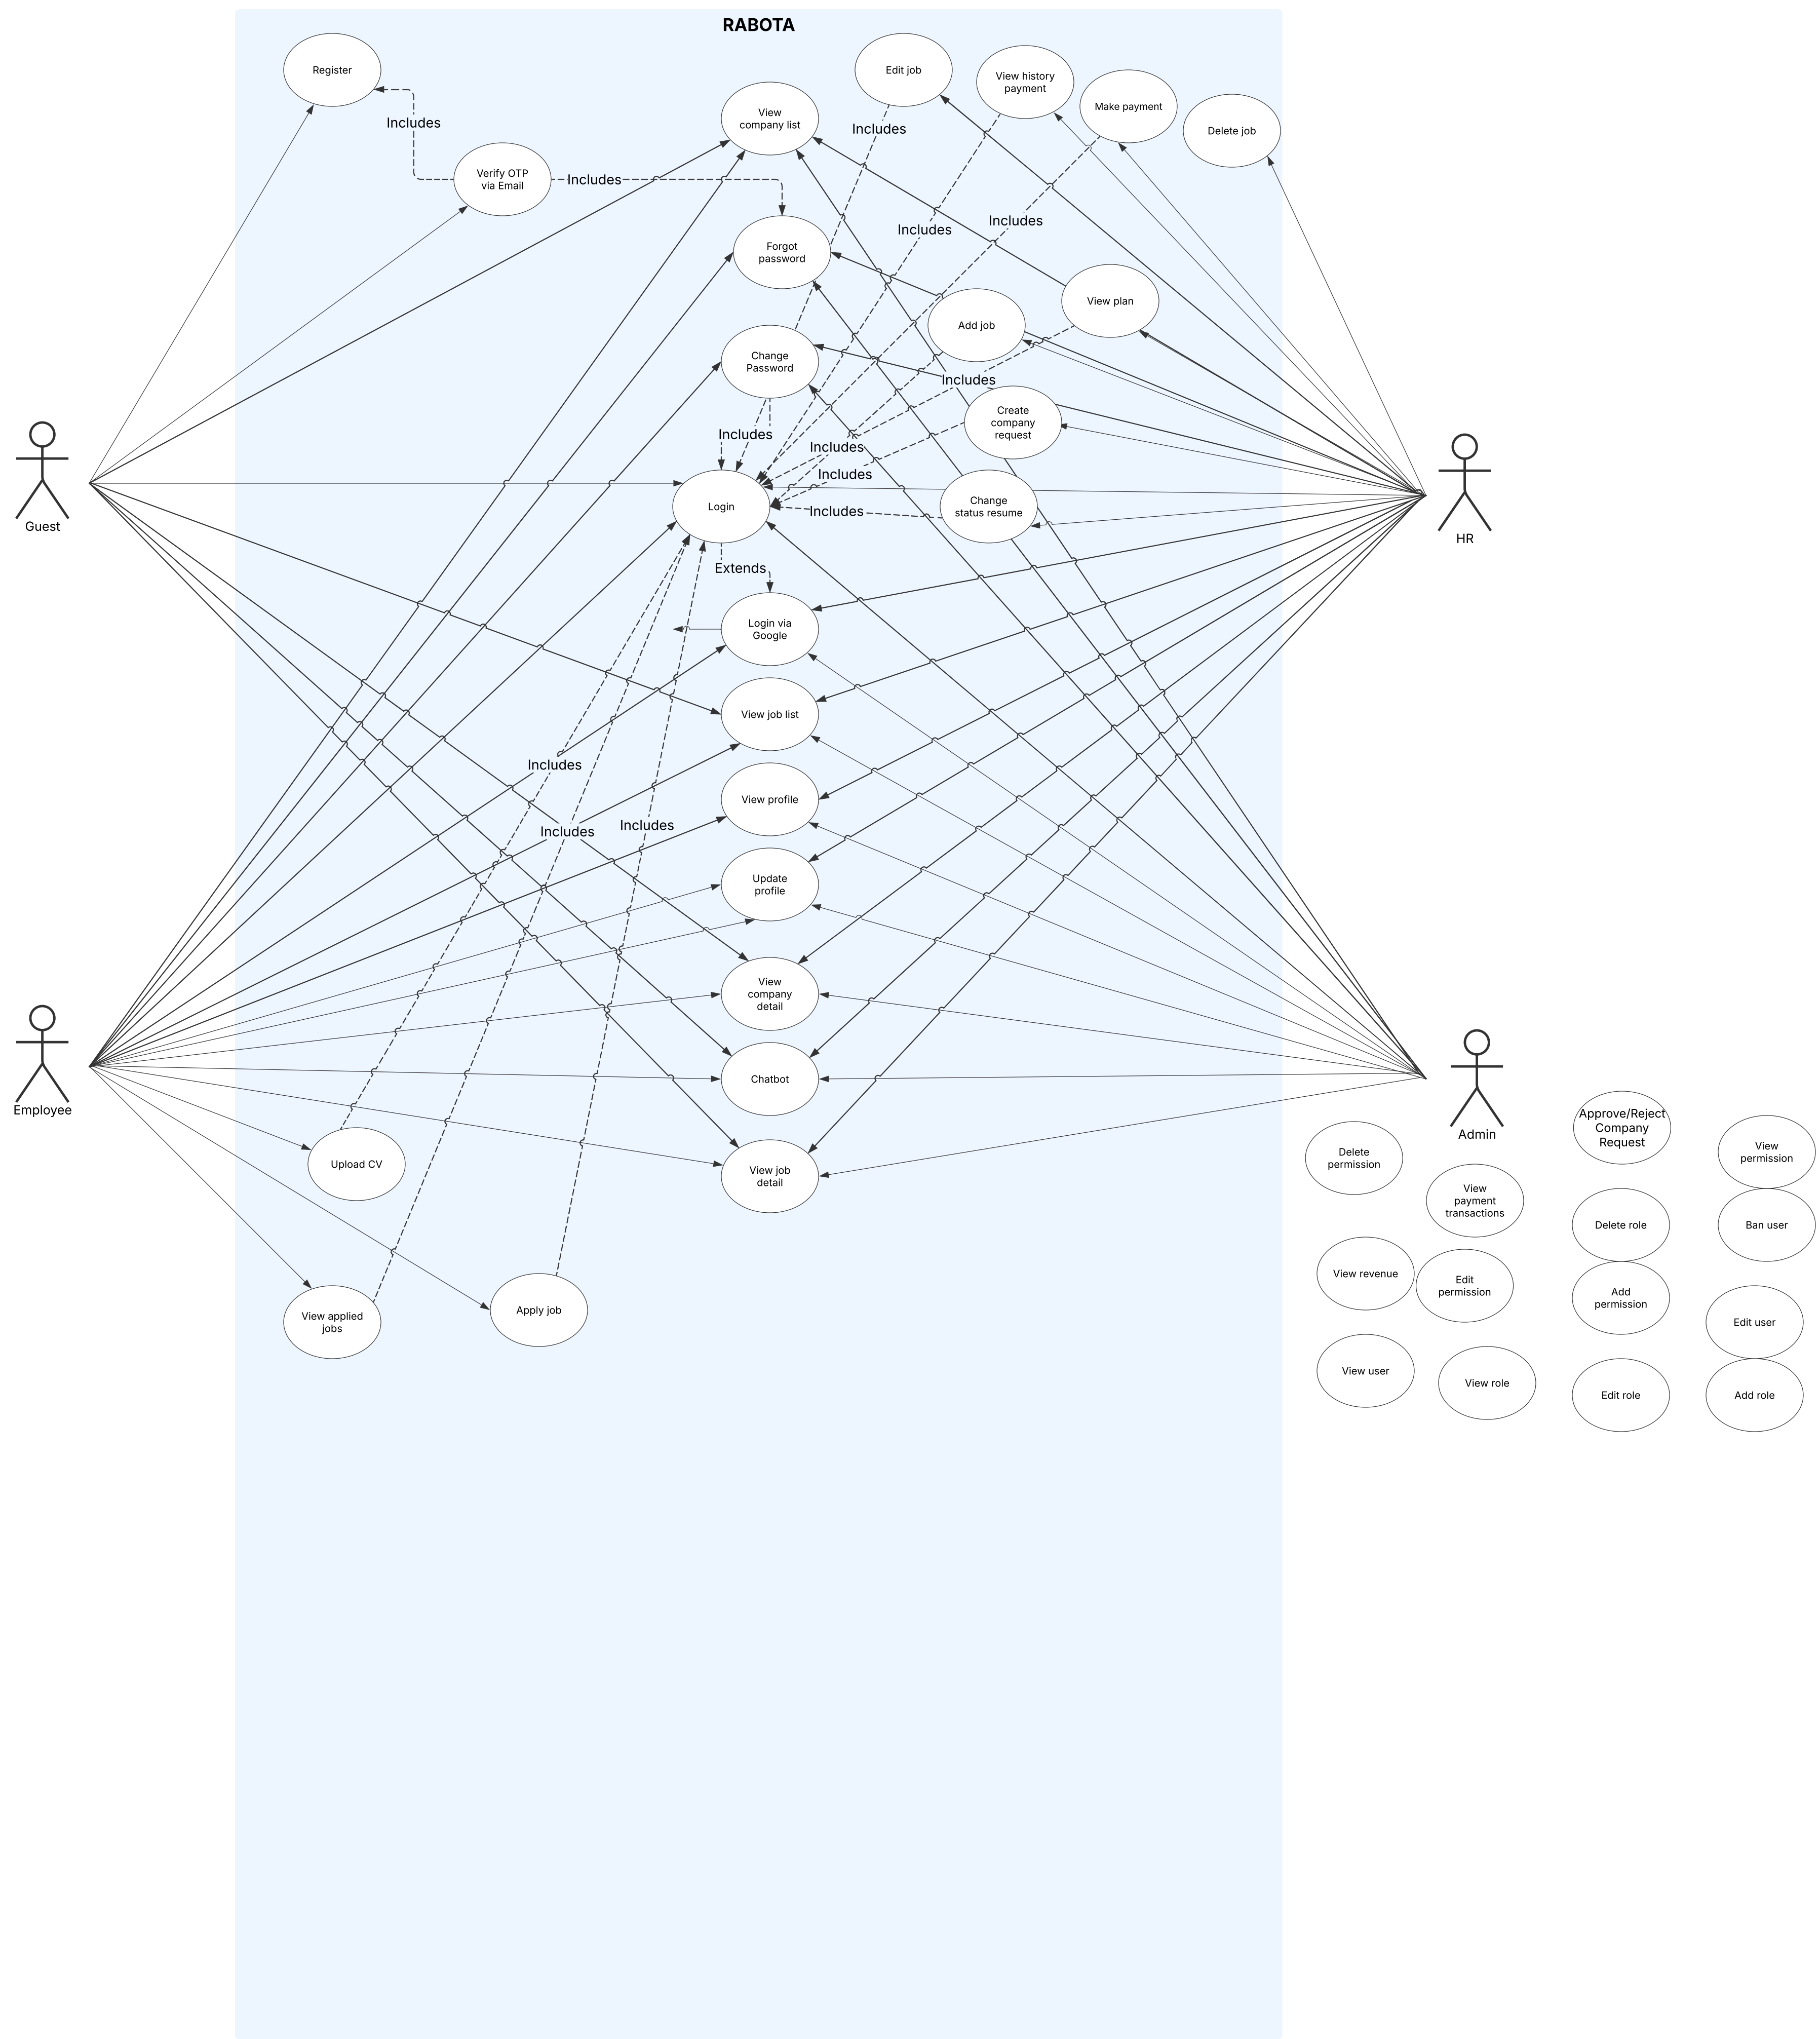 RABOTA
Register
Edit job
View history
payment
Make payment
View
company list
Includes
Includes
Delete job
Verify OTP
via Email
Includes
Includes
Includes
Forgot
password
View plan
Add job
Change
Password
Includes
Create
company
request
Includes
Includes
Includes
Guest
Login
Change
status resume
Includes
HR
Extends
Login via
Google
View job list
Includes
View profile
Includes
Includes
Update
profile
View
company
detail
Chatbot
Employee
Admin
Approve/Reject
Company
Request
Upload CV
View job
detail
Delete
permission
View
permission
View
payment
transactions
Delete role
Ban user
View revenue
Edit
permission
Add
permission
View applied
jobs
Apply job
Edit user
View user
View role
Edit role
Add role